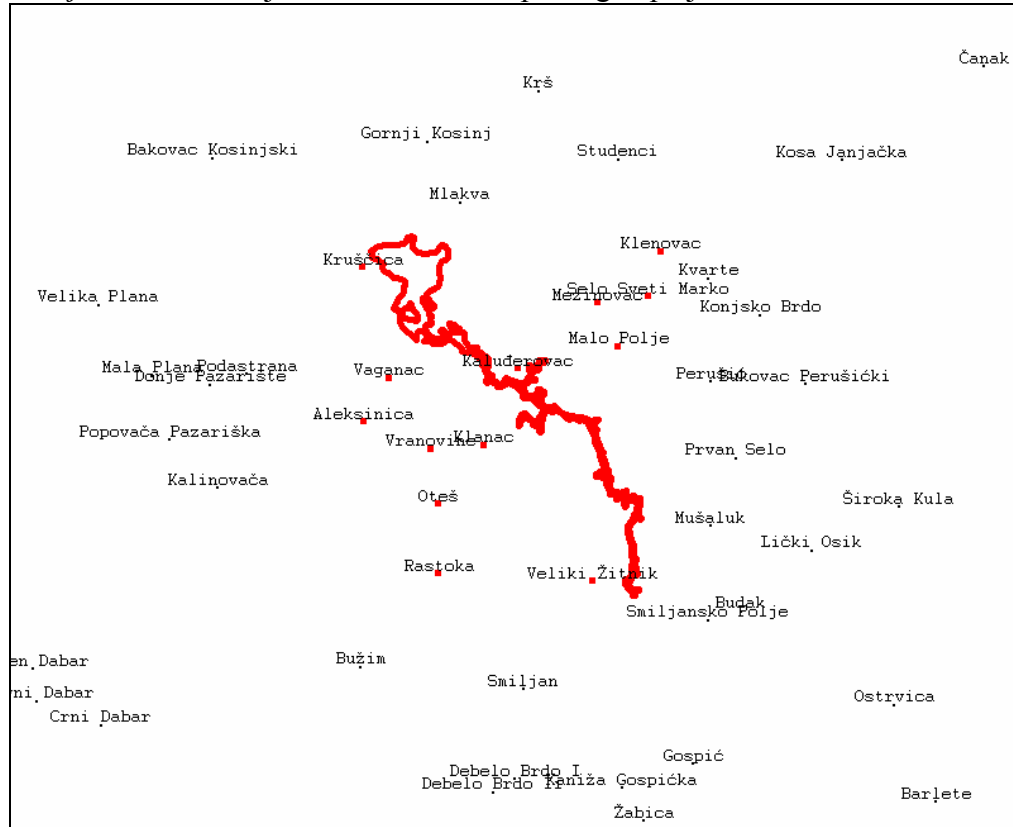 Čanak
Krš
Gornji Kosinj
Bakovac Kosinjski
Studenci
Kosa Janjačka
Mlakva
Klenovac
Kruščica
Kvarte
Selo Sveti Marko
Velika Plana
Mezinovac
Konjsko Brdo
Malo Polje
Kaluđerovac
Mala Plana
Podastrana
Vaganac
Perušić
Bukovac Perušićki
Donje Pazarište
Aleksinica
Popovača Pazariška
Vranovine
Klanac
Prvan Selo
Kalinovača
Oteš
Široka Kula
Mušaluk
Lički Osik
Rastoka
Veliki Žitnik
Budak
Smiljansko Polje
en Dabar
Bužim
Smiljan
vni Dabar
Ostrvica
Crni Dabar
Gospić
Debelo Brdo I
Kaniža Gospićka
Debelo Brdo II
Barlete
Žabica